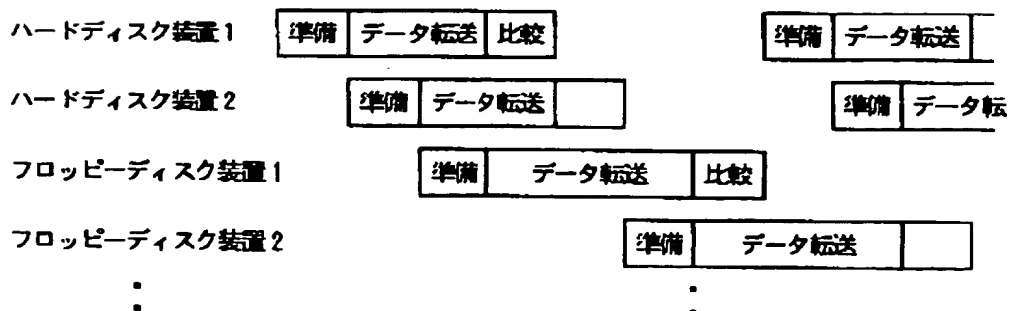 ハードディスク装置1 準備 データ転送 比較 準備 データ転送
ハードディスク装置2 準備 データ転送 準備 データ転
フロッピーディスク装置1 準備 データ転送 比較
フロッピーディスク装置2 準備 データ転送